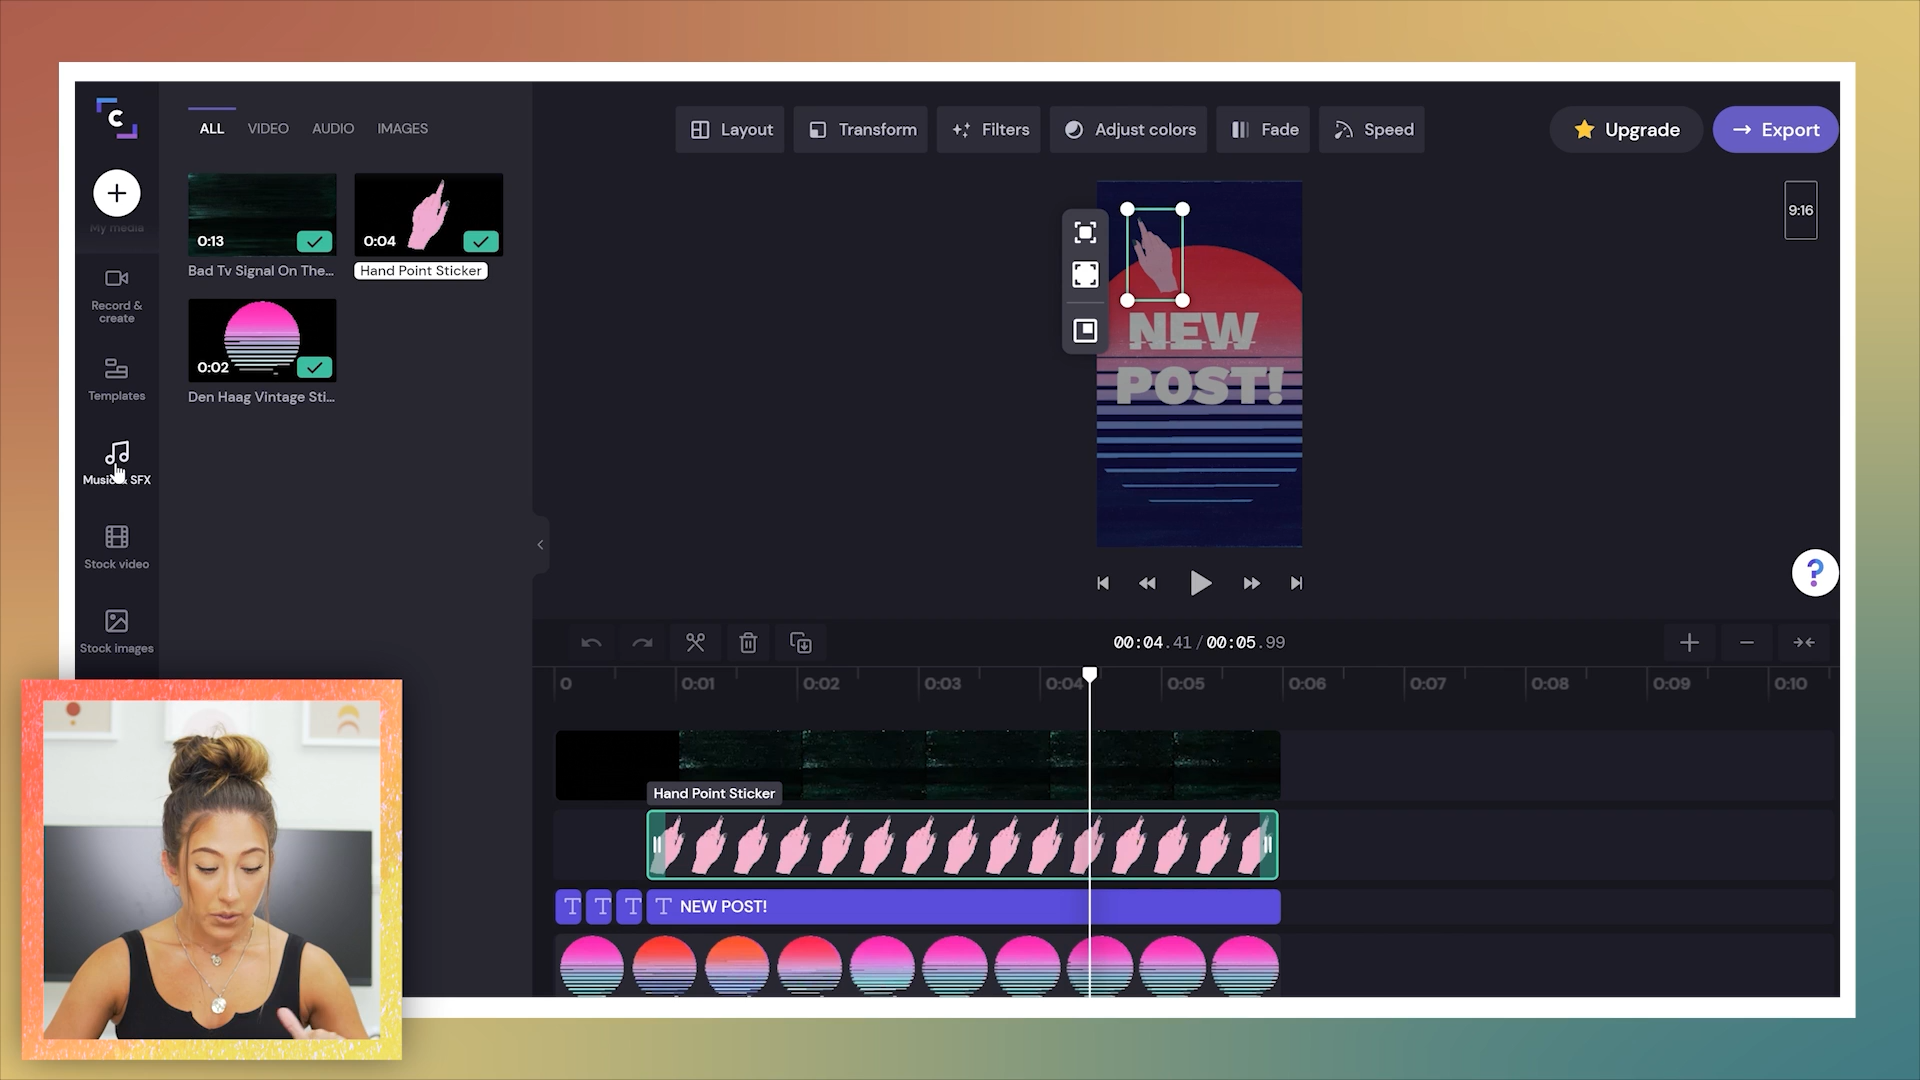 C
ALL VIDEO AUDIO IMAGES
Layout Transform Filters Adjust colors Fade Speed
Upgrade Export
My media
Record &
create
Templates
Music & SFX
Stock video
Stock images
0:13
Bad Tv Signal On The...
0:04
Hand Point Sticker
0:02
Den Haag Vintage Sti...
9:16
NEW
POST!
?
00:04.41/00:05.99
0 0:01 0:02 0:03 0:04 0:05 0:06 0:07 0:08 0:09 0:10
Hand Point Sticker
T T T T NEW POST!